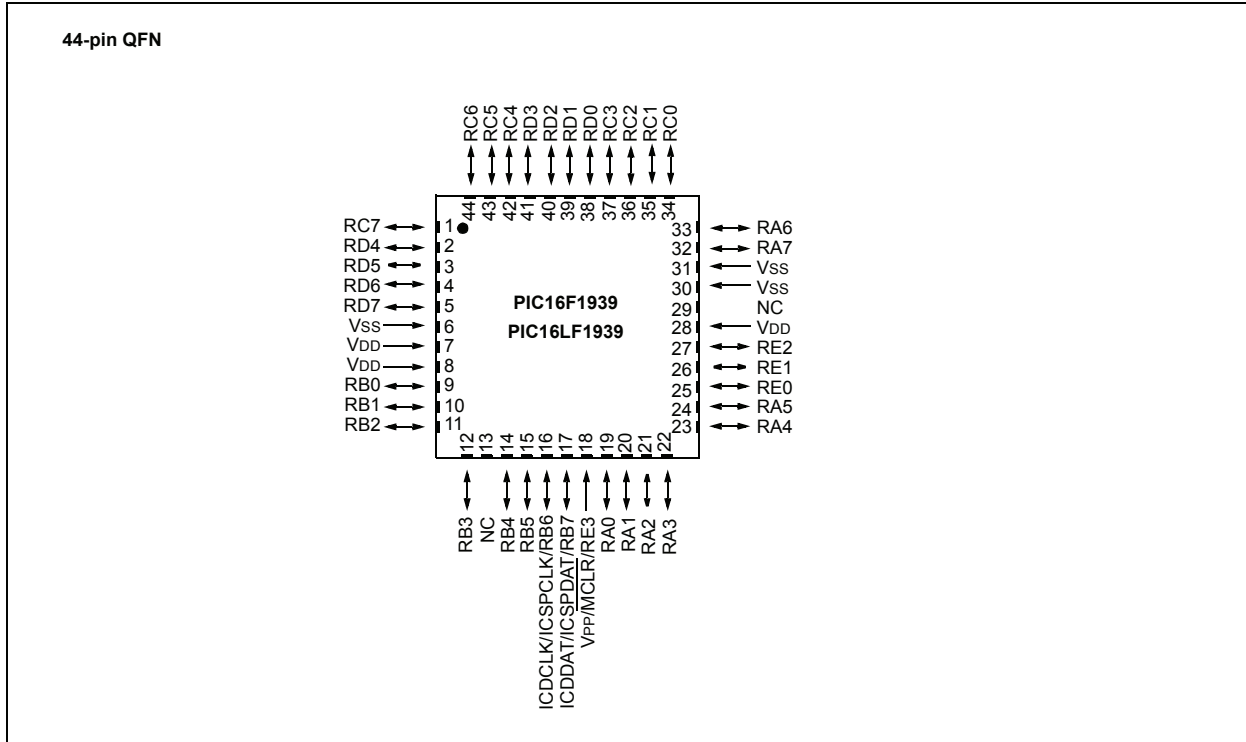 44-pin QFN
RC6
RC5
RC4
RD3
RD2
RD1
RD0
RC3
RC2
RC1
RC0
44
43
42
41
40
39
38
37
36
35
34
RC7 1
RD4 2
RD5 3
RD6 4
RD7 5
VSS 6
VDD 7
VDD 8
RB0 9
RB1 10
RB2 11
PIC16F1939
PIC16LF1939
33 RA6
32 RA7
31 VSS
30 VSS
29 NC
28 VDD
27 RE2
26 RE1
25 RE0
24 RA5
23 RA4
12
13
14
15
16
17
18
19
20
21
22
RB3
NC
RB4
RB5
ICDCLK/ICSPCLK/RB6
ICDDAT/ICSPDAT/RB7
VPP/MCLR/RE3
RA0
RA1
RA2
RA3